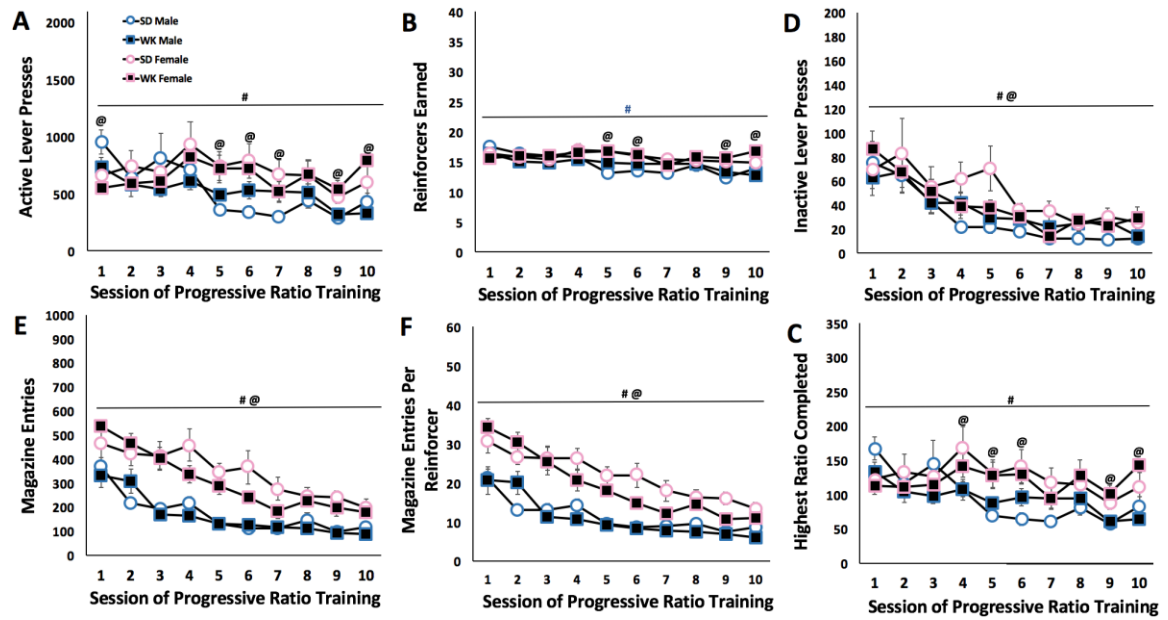 A
Active Lever Presses
2000
1500
1000
500
0
SD Male
WK Male
SD Female
WK Female
#
@
@
@
@
@
@
1 2 3 4 5 6 7 8 9 10
Session of Progressive Ratio Training
B
Reinforcers Earned
40
35
30
25
20
15
10
5
0
#
@
@
@
@
1 2 3 4 5 6 7 8 9 10
Session of Progressive Ratio Training
D
Inactive Lever Presses
200
180
160
140
120
100
80
60
40
20
0
# @
1 2 3 4 5 6 7 8 9 10
Session of Progressive Ratio Training
E
Magazine Entries
1000
900
800
700
600
500
400
300
200
100
0
# @
1 2 3 4 5 6 7 8 9 10
Session of Progressive Ratio Training
F
Magazine Entries Per
Reinforcer
60
50
40
30
20
10
0
# @
1 2 3 4 5 6 7 8 9 10
Session of Progressive Ratio Training
C
Highest Ratio Completed
350
300
250
200
150
100
50
0
#
@
@
@
@
@
1 2 3 4 5 6 7 8 9 10
Session of Progressive Ratio Training